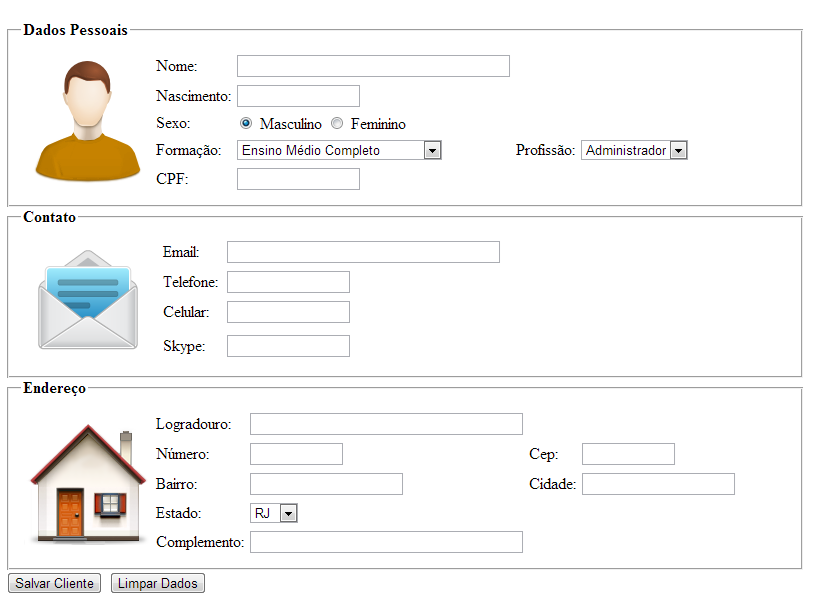 Dados Pessoais
Nome:
Nascimento:
Sexo: Masculino Feminino
Formação: Ensino Médio Completo Profissão: Administrador
CPF:
Contato
Email:
Telefone:
Celular:
Skype:
Endereço
Logradouro:
Número: Cep:
Bairro: Cidade:
Estado: RJ
Complemento:
Salvar Cliente Limpar Dados